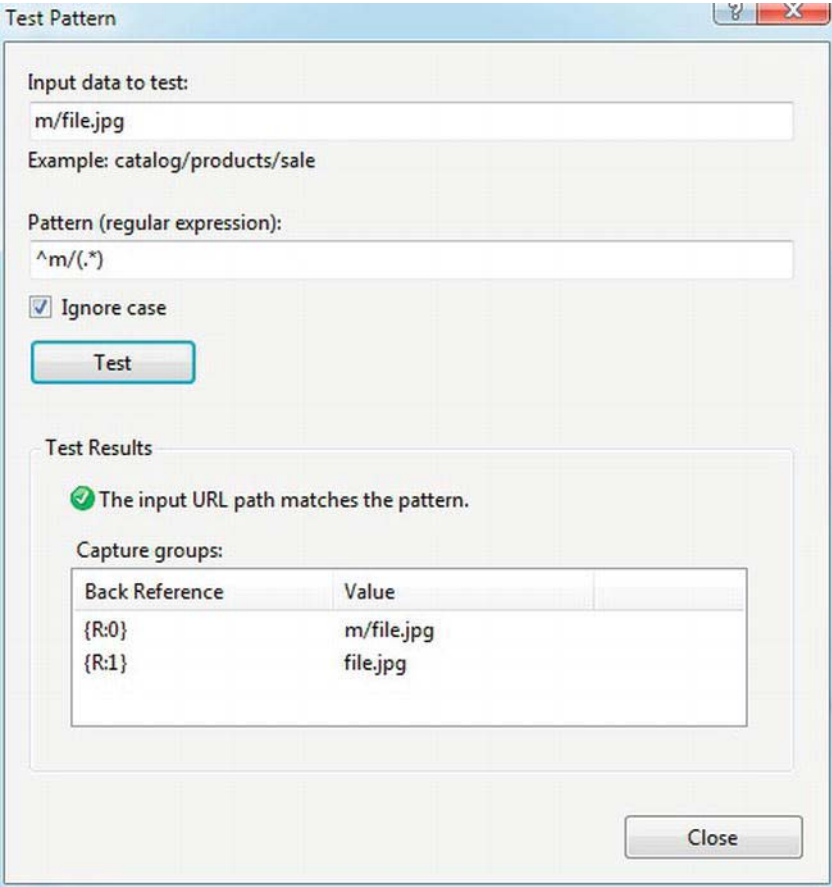 Test Pattern
?
X
Input data to test:
m/file.jpg
Example: catalog/products/sale
Pattern (regular expression):
^m/(.*)
Ignore case
Test
Test Results
The input URL path matches the pattern.
Capture groups:
Back Reference Value
{R:0} m/file.jpg
{R:1} file.jpg
Close